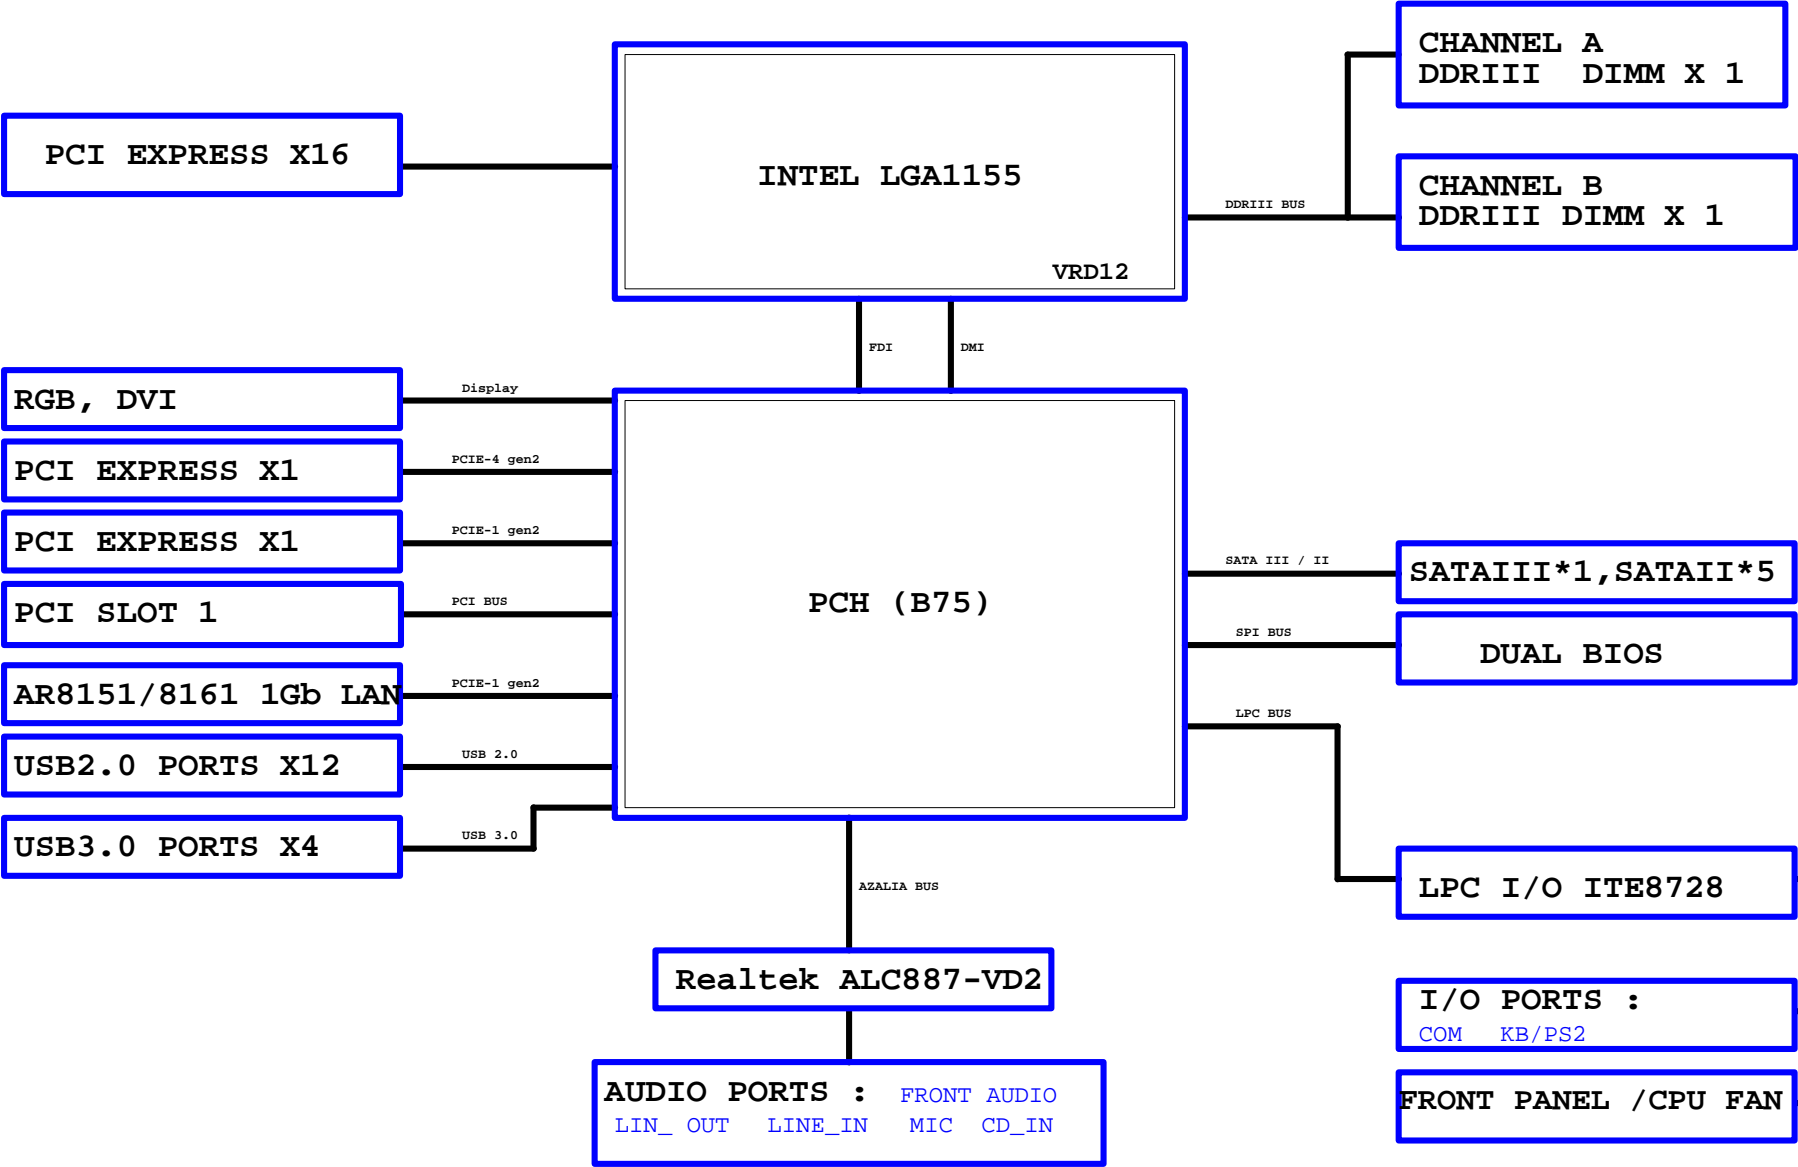 CHANNEL A
DDRIII DIMM X 1
PCI EXPRESS X16
INTEL LGA1155
VRD12
DDRIII BUS
CHANNEL B
DDRIII DIMM X 1
FDI
DMI
RGB, DVI
Display
PCI EXPRESS X1
PCIE-4 gen2
PCI EXPRESS X1
PCIE-1 gen2
PCI SLOT 1
PCI BUS
AR8151/8161 1Gb LAN
PCIE-1 gen2
USB2.0 PORTS X12
USB 2.0
USB3.0 PORTS X4
USB 3.0
PCH (B75)
SATA III / II
SATAIII*1,SATAII*5
SPI BUS
DUAL BIOS
LPC BUS
LPC I/O ITE8728
AZALIA BUS
Realtek ALC887-VD2
AUDIO PORTS : FRONT AUDIO
LIN_ OUT LINE_IN MIC CD_IN
I/O PORTS :
COM KB/PS2
FRONT PANEL /CPU FAN